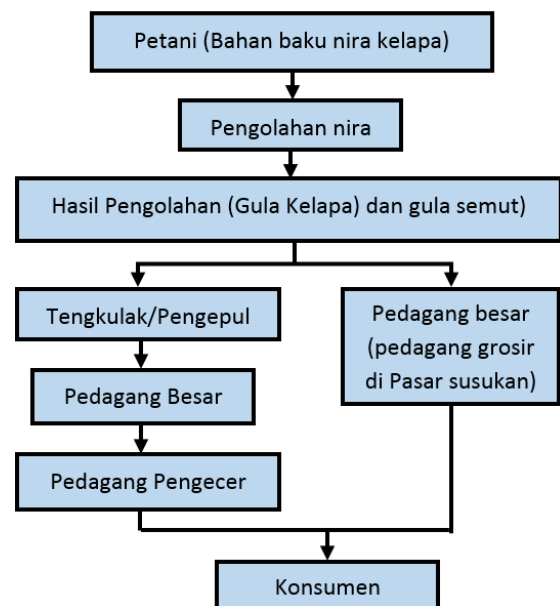 Petani (Bahan baku nira kelapa)
Pengolahan nira
Hasil Pengolahan (Gula Kelapa) dan gula semut)
Tengkulak/Pengepul
Pedagang Besar
Pedagang Pengecer
Pedagang besar
(pedagang grosir
di Pasar susukan)
Konsumen